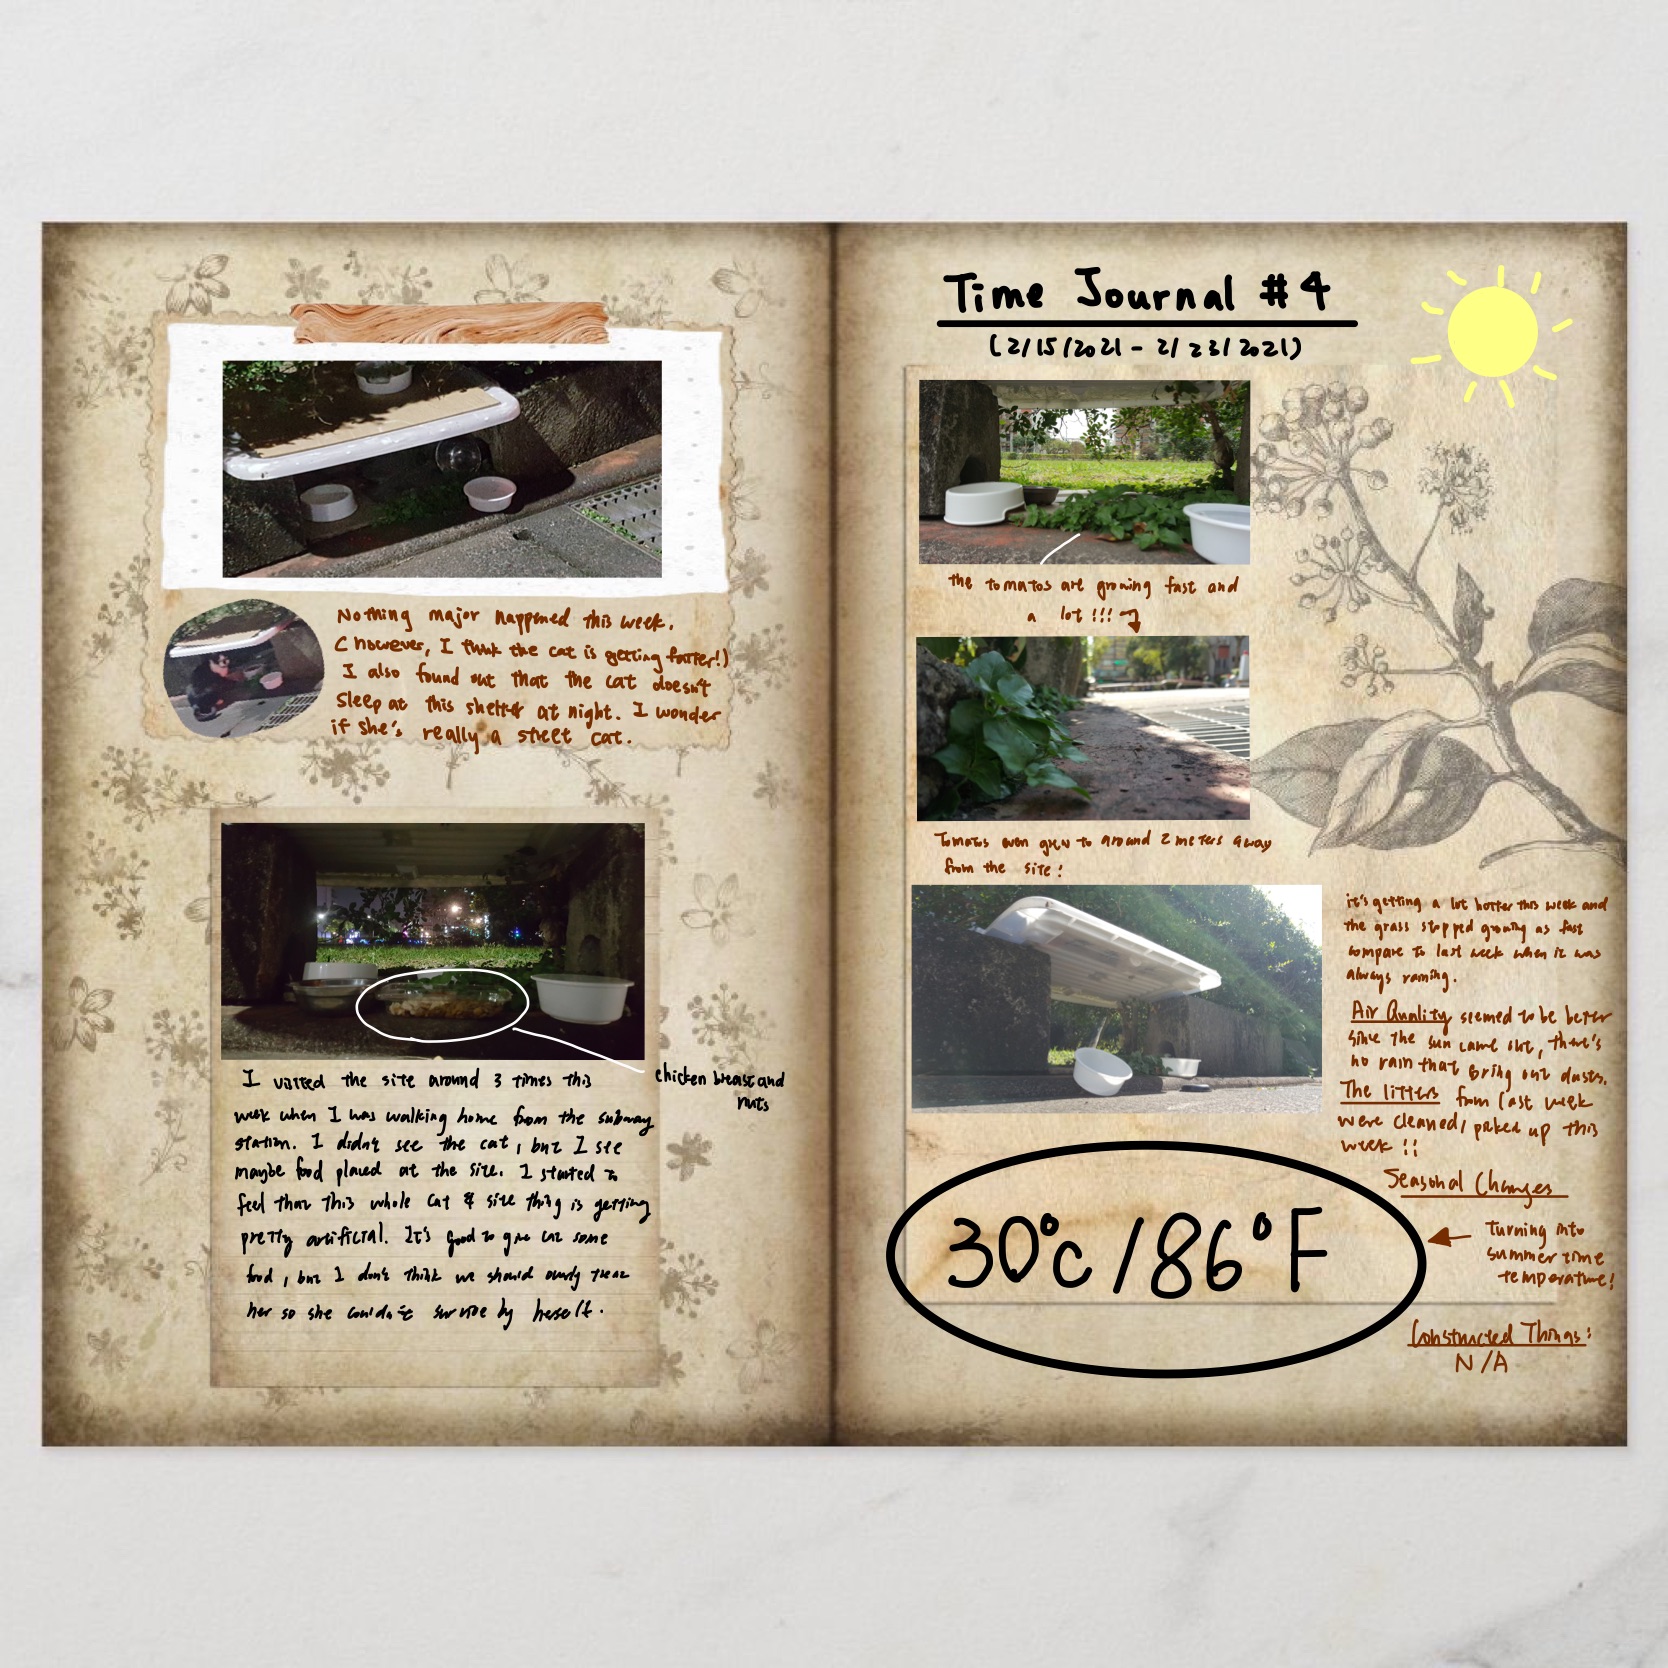 Nothing major happened this week.
(however, I think the cat is getting fatter!)
I also found out that the cat doesn't
sleep at this shelter at night. I wonder
if she's really a street cat.
I visited the site around 3 times this
week when I was walking home from the subway
station. I didn't see the cat, but I see
maybe food placed at the site. I started to
feel that this whole cat & site thing is getting
pretty artificial. It's good to give cat some
food, but I don't think we should overly treat
her so she couldn't survive by herself.
chicken breast and
nuts
Time Journal #4
(2/15/2021 - 2/23/2021)
the tomatos are growing fast and
a lot!!!
Tomatos even grew to around 2 meters away
from the site!
it's getting a lot hotter this week and
the grass stopped growing as fast
compare to last week when it was
always raining.
Air Quality seemed to be better
since the sun came out, there's
no rain that bring out dusts.
The litters from last week
were cleaned/picked up this
week!!
Seasonal Changes
30°C/86°F
Turning into
summer time
temperature!
Constructed Things:
N/A